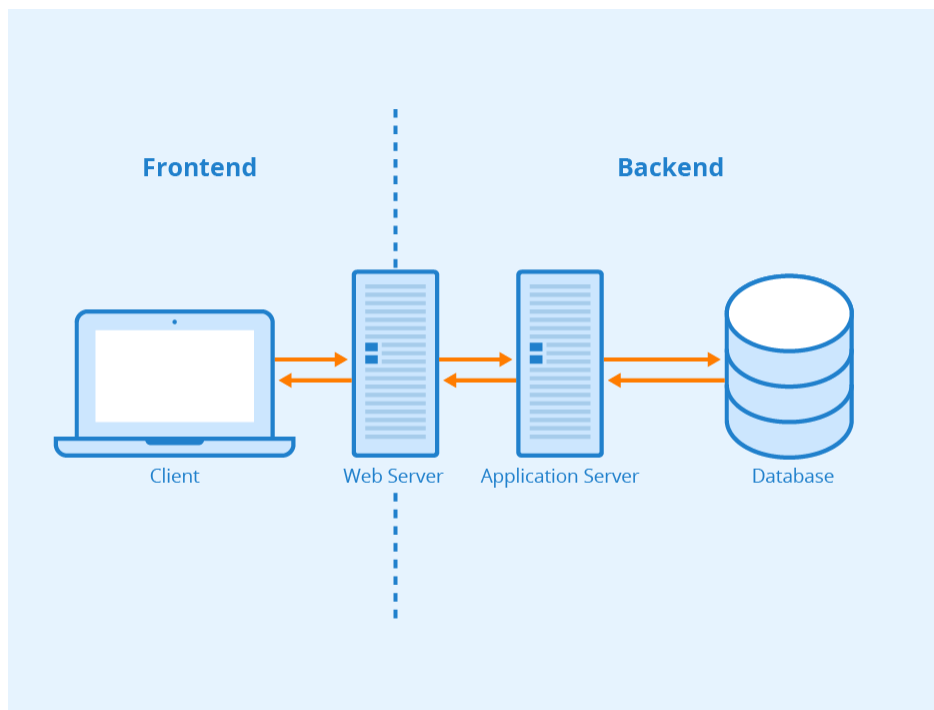 Frontend
Backend
Client
Web Server
Application Server
Database